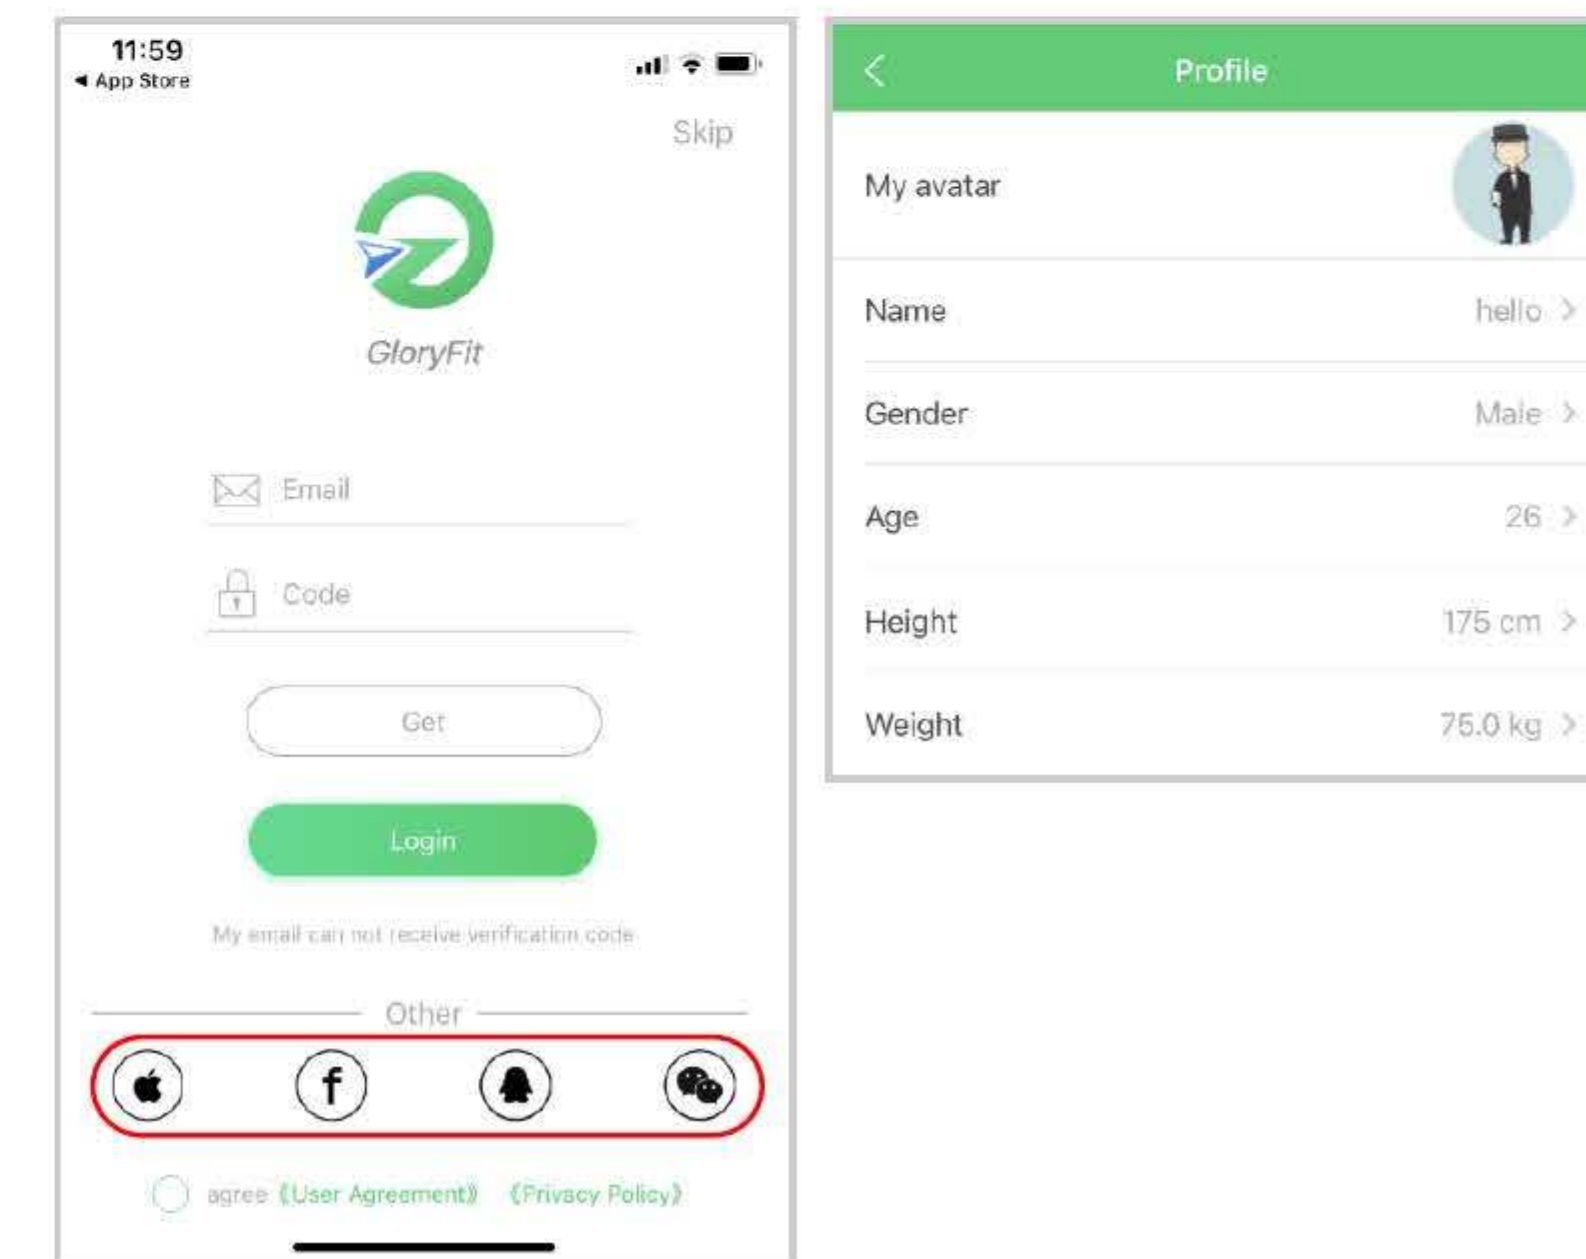 11:59
◄ App Store
Skip
GloryFit
Email
Code
Get
Login
My email can not receive verification code
Other
agree 《User Agreement》 《Privacy Policy》
Profile
My avatar
Name hello >
Gender Male >
Age 26 >
Height 175 cm >
Weight 75.0 kg >